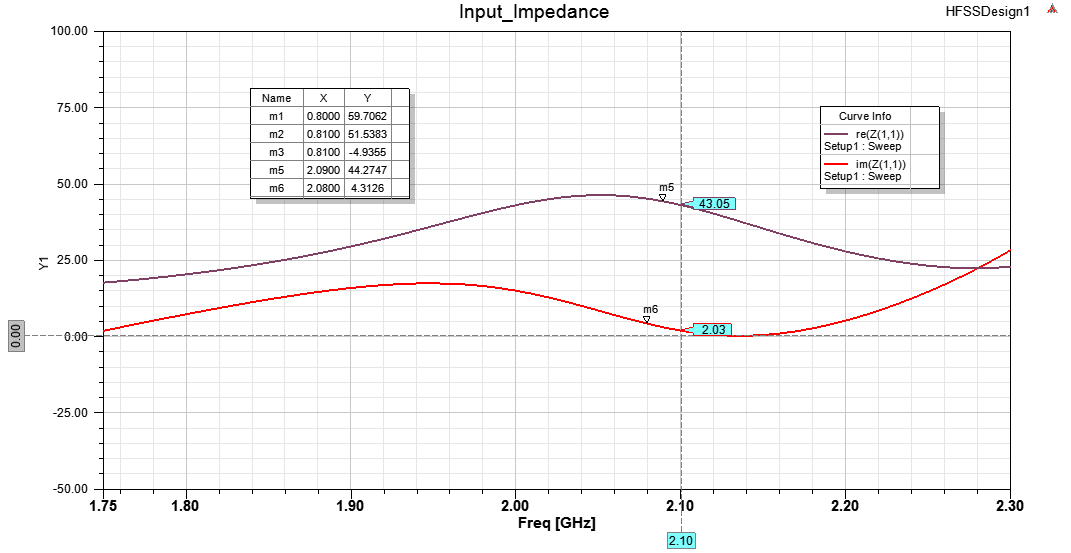 Input_Impedance
HFSSDesign1
100.00
75.00
50.00
25.00
0.00
-25.00
-50.00
Y1
0.00
Name X Y
m1 0.8000 59.7062
m2 0.8100 51.5383
m3 0.8100 -4.9355
m5 2.0900 44.2747
m6 2.0800 4.3126
Curve Info
re(Z(1,1))
Setup1 : Sweep
im(Z(1,1))
Setup1 : Sweep
m5
43.05
m6
2.03
1.75 1.80 1.90 2.00 2.10 2.20 2.30
Freq [GHz]
2.10